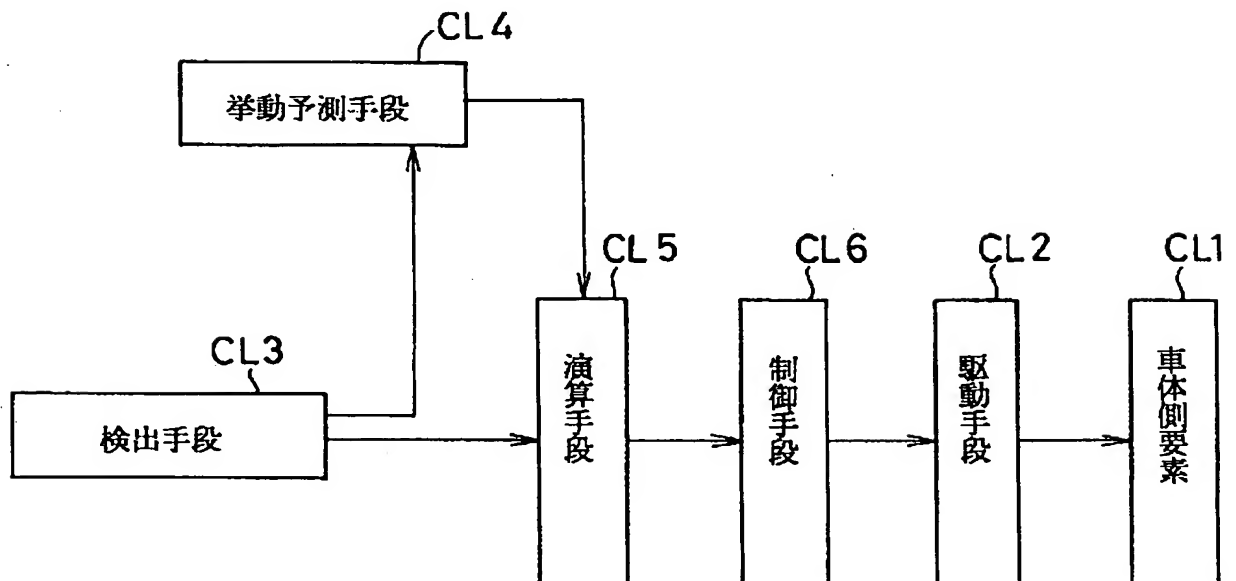 CL4
挙動予測手段
CL5
CL6
CL2
CL1
CL3
検出手段
演算手段
制御手段
駆動手段
車体側要素